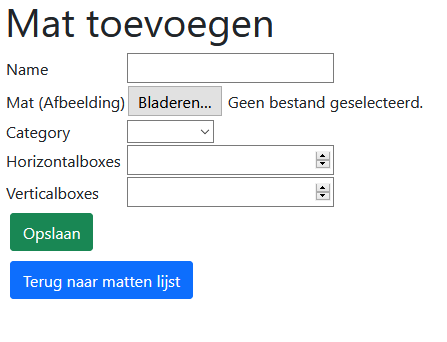 Mat toevoegen
Name
Mat (Afbeelding) Bladeren... Geen bestand geselecteerd.
Category
Horizontalboxes
Verticalboxes
Opslaan
Terug naar matten lijst